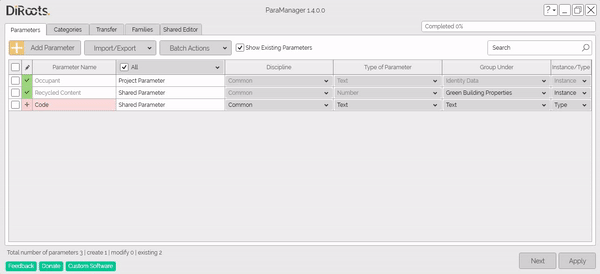 DiRoots
ParaManager 1.4.0.0
?
Completed 0%
Parameters Categories Transfer Families Shared Editor
Add Parameter Import/Export Batch Actions Show Existing Parameters Search
Parameter Name All Discipline Type of Parameter Group Under Instance/Type
Occupant Project Parameter Common Text Identity Data Instance
Recycled Content Shared Parameter Common Number Green Building Properties Instance
Code Shared Parameter Common Text Text Type
Total number of parameters 3 | create 1 | modify 0 | existing 2
Feedback Donate Custom Software Next Apply